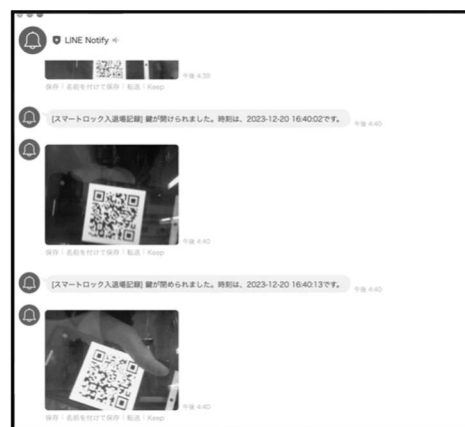 LINE Notify
午後 4:39
保存 | 名前を付けて保存 | 転送 | Keep
[スマートロック入退場記録] 鍵が開けられました。時刻は、2023-12-20 16:40:02です。
午後 4:40
午後 4:40
保存 | 名前を付けて保存 | 転送 | Keep
[スマートロック入退場記録] 鍵が閉められました。時刻は、2023-12-20 16:40:13です。
午後 4:40
午後 4:40
保存 | 名前を付けて保存 | 転送 | Keep